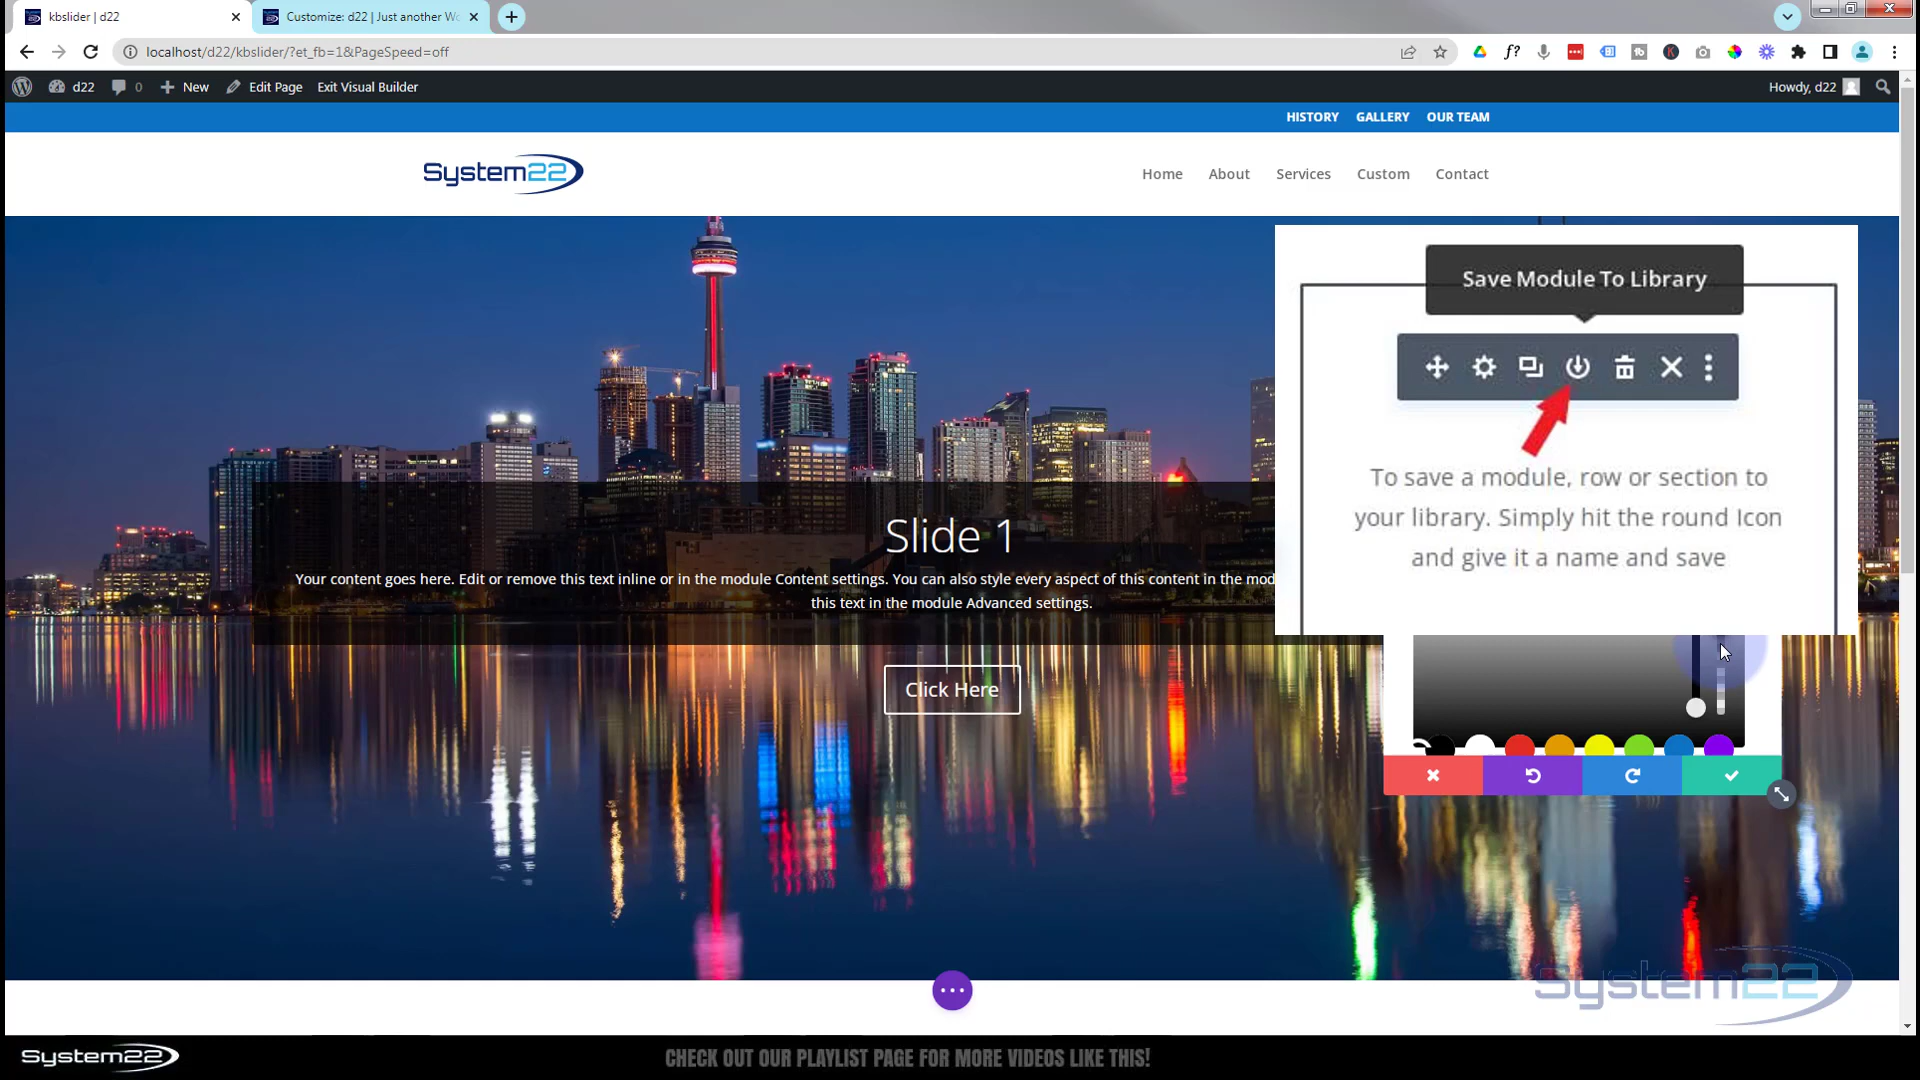 kbslider | d22
Customize: d22 | Just another Wo
localhost/d22/kbslider/?et_fb=1&PageSpeed=off
f?
d22
0
New
Edit Page
Exit Visual Builder
Howdy, d22
HISTORY
GALLERY
OUR TEAM
System22
Home
About
Services
Custom
Contact
Save Module To Library
To save a module, row or section to
your library. Simply hit the round Icon
and give it a name and save
Slide 1
Your content goes here. Edit or remove this text inline or in the module Content settings. You can also style every aspect of this content in the mod
this text in the module Advanced settings.
Click Here
System22
System22
CHECK OUT OUR PLAYLIST PAGE FOR MORE VIDEOS LIKE THIS!